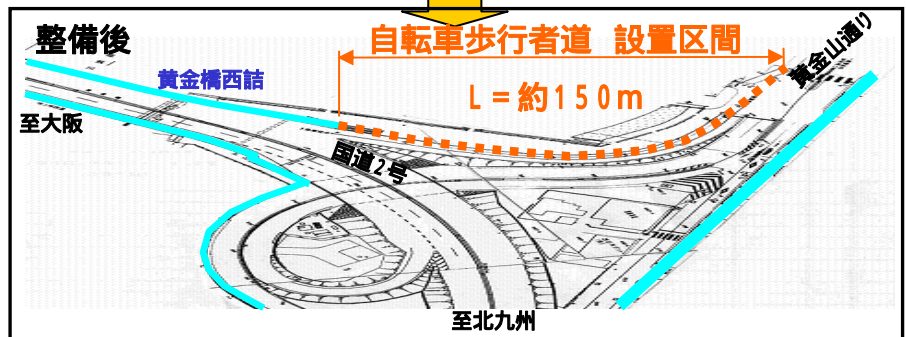 整備後
自転車歩行者道 設置区間
黄金山通り
黄金橋西詰
L=約150m
至大阪
国道2号
至北九州